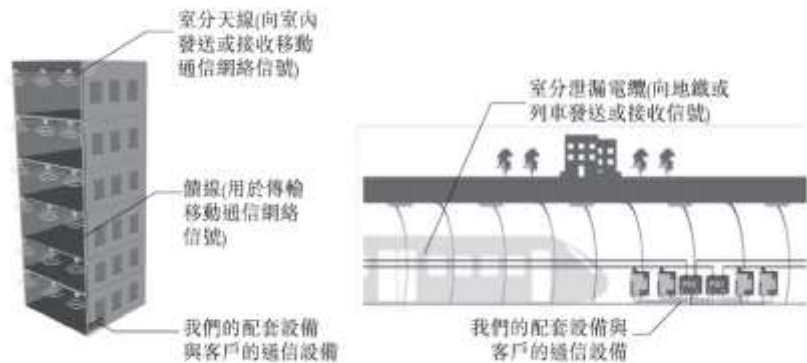 室分天線(向室內
發送或接收移動
通信網絡信號)
饋線(用於傳輸
移動通信網絡
信號)
我們的配套設備
與客戶的通信設備
室分泄漏電纜(向地鐵或
列車發送或接收信號)
我們的配套設備與
客戶的通信設備